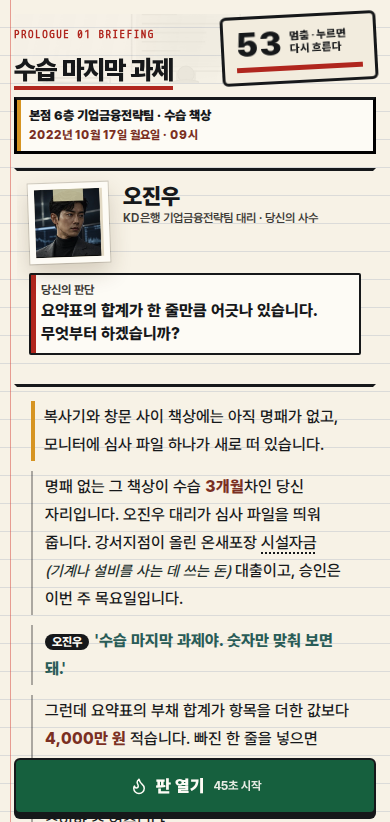 PROLOGUE 01 BRIEFING
수습 마지막 과제
53 멈춤·누르면
다시 흐른다
본점 6층 기업금융전략팀·수습 책상
2022년 10월 17일 월요일·09시
오진우
KD은행 기업금융전략팀 대리·당신의 사수
당신의 판단
요약표의 합계가 한 줄만큼 어긋나 있습니다.
무엇부터 하겠습니까?
복사기와 창문 사이 책상에는 아직 명패가 없고,
모니터에 심사 파일 하나가 새로 떠 있습니다.
명패 없는 그 책상이 수습 3개월차인 당신
자리입니다. 오진우 대리가 심사 파일을 띄워
줍니다. 강서지점이 올린 온새포장 시설자금
(기계나 설비를 사는 데 쓰는 돈) 대출이고, 승인은
이번 주 목요일입니다.
오진우 '수습 마지막 과제야. 숫자만 맞춰 보면
돼.'
그런데 요약표의 부채 합계가 항목을 더한 값보다
4,000만 원 적습니다. 빠진 한 줄을 넣으면
판 열기 45초 시작